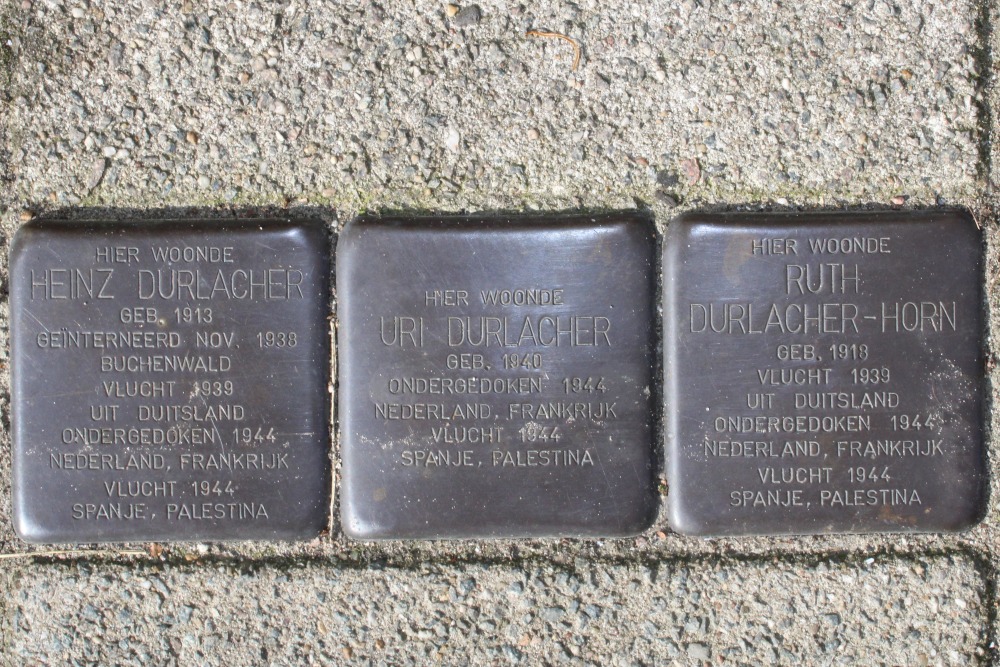 HIER WOONDE
HEINZ DURLACHER
GEB. 1913
GEÏNTERNEERD NOV. 1938
BUCHENWALD
VLUCHT 1939
UIT DUITSLAND
ONDERGEDOKEN 1944
NEDERLAND, FRANKRIJK
VLUCHT 1944
SPANJE, PALESTINA
HIER WOONDE
URI DURLACHER
GEB. 1940
ONDERGEDOKEN 1944
NEDERLAND, FRANKRIJK
VLUCHT 1944
SPANJE, PALESTINA
HIER WOONDE
RUTH
DURLACHER-HORN
GEB. 1918
VLUCHT 1939
UIT DUITSLAND
ONDERGEDOKEN 1944
NEDERLAND, FRANKRIJK
VLUCHT 1944
SPANJE, PALESTINA